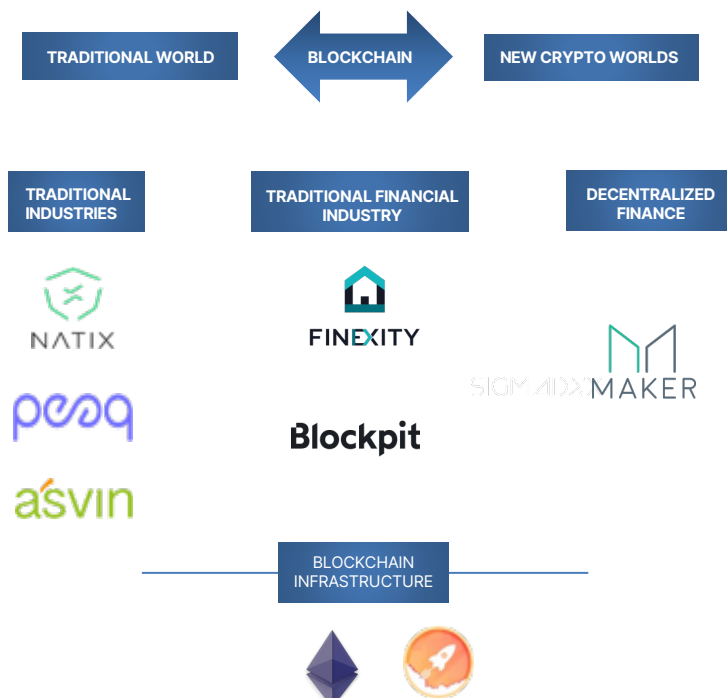 TRADITIONAL WORLD
BLOCKCHAIN
NEW CRYPTO WORLDS
TRADITIONAL
INDUSTRIES
TRADITIONAL FINANCIAL
INDUSTRY
DECENTRALIZED
FINANCE
NATIX
FINEXITY
MAKER
peaq
Blockpit
asvin
BLOCKCHAIN
INFRASTRUCTURE